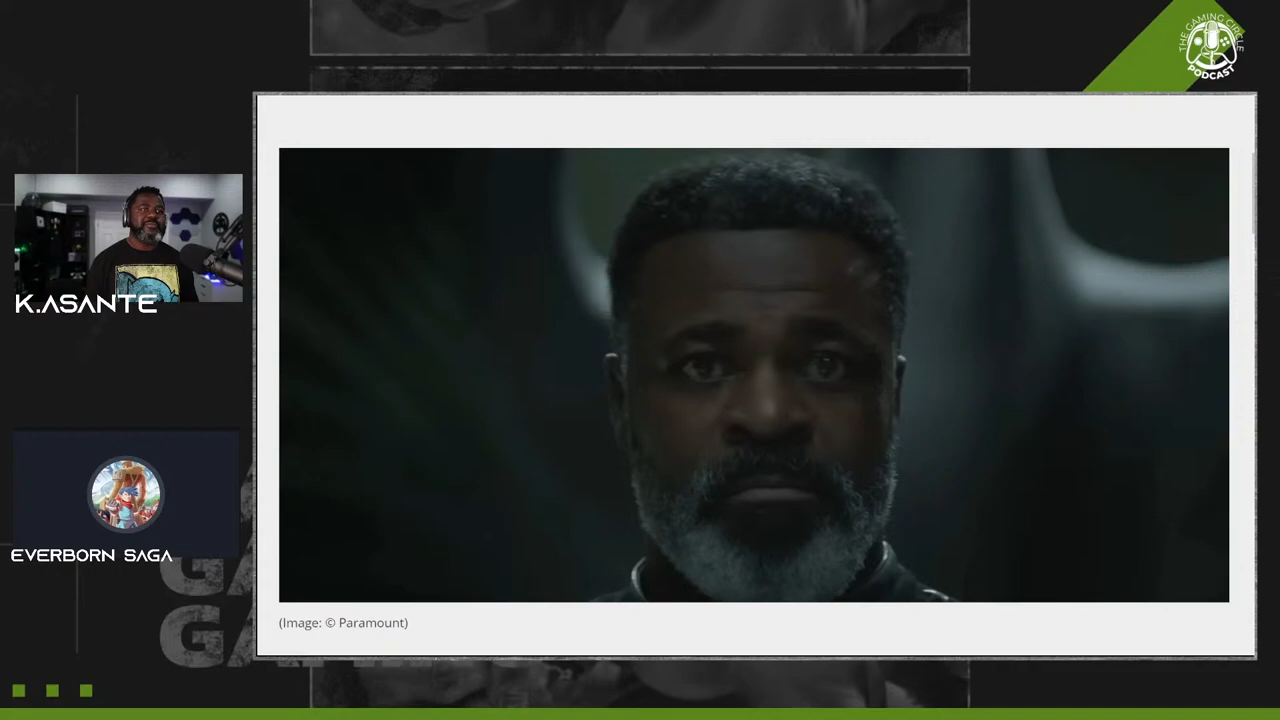 THE GAMING CIRCLE
PODCAST
K.ASANTE
EVERBORN SAGA
(Image: © Paramount)